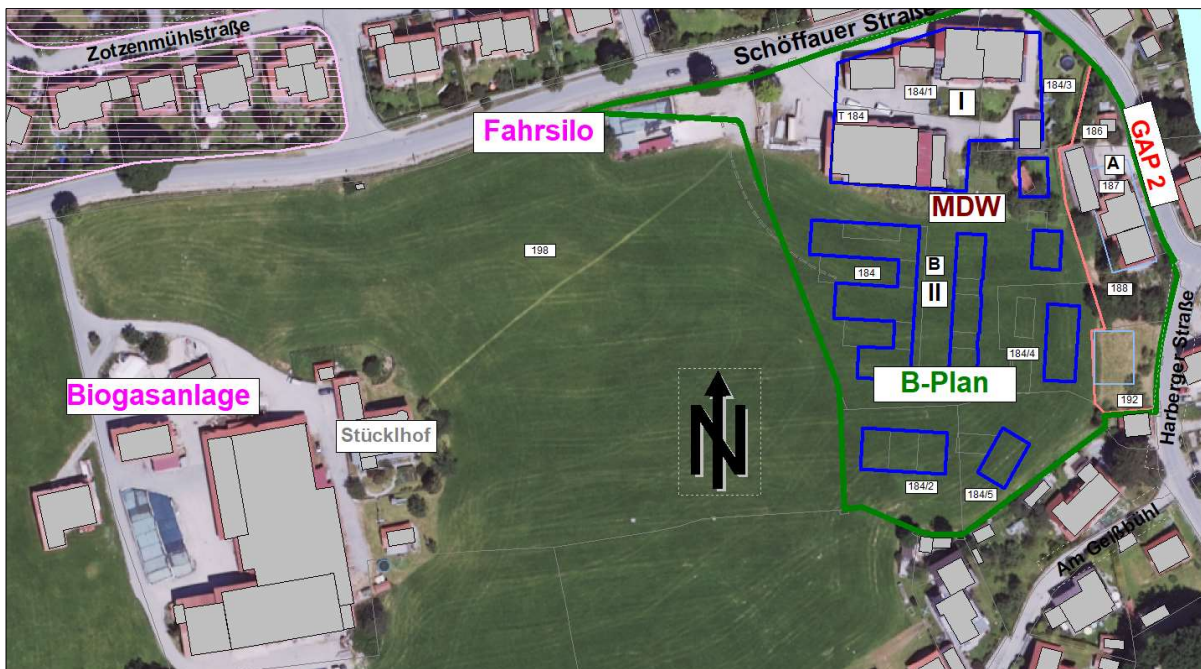 Zotzenmühlstraße
Schöffauer Straße
184/1
I
184/3
T 184
Fahrsilo
186
GAP 2
A
187
MDW
198
184
B
II
188
Harberger Straße
184/4
B-Plan
Biogasanlage
192
Stücklhof
N
184/2
184/5
Am Geißbühl